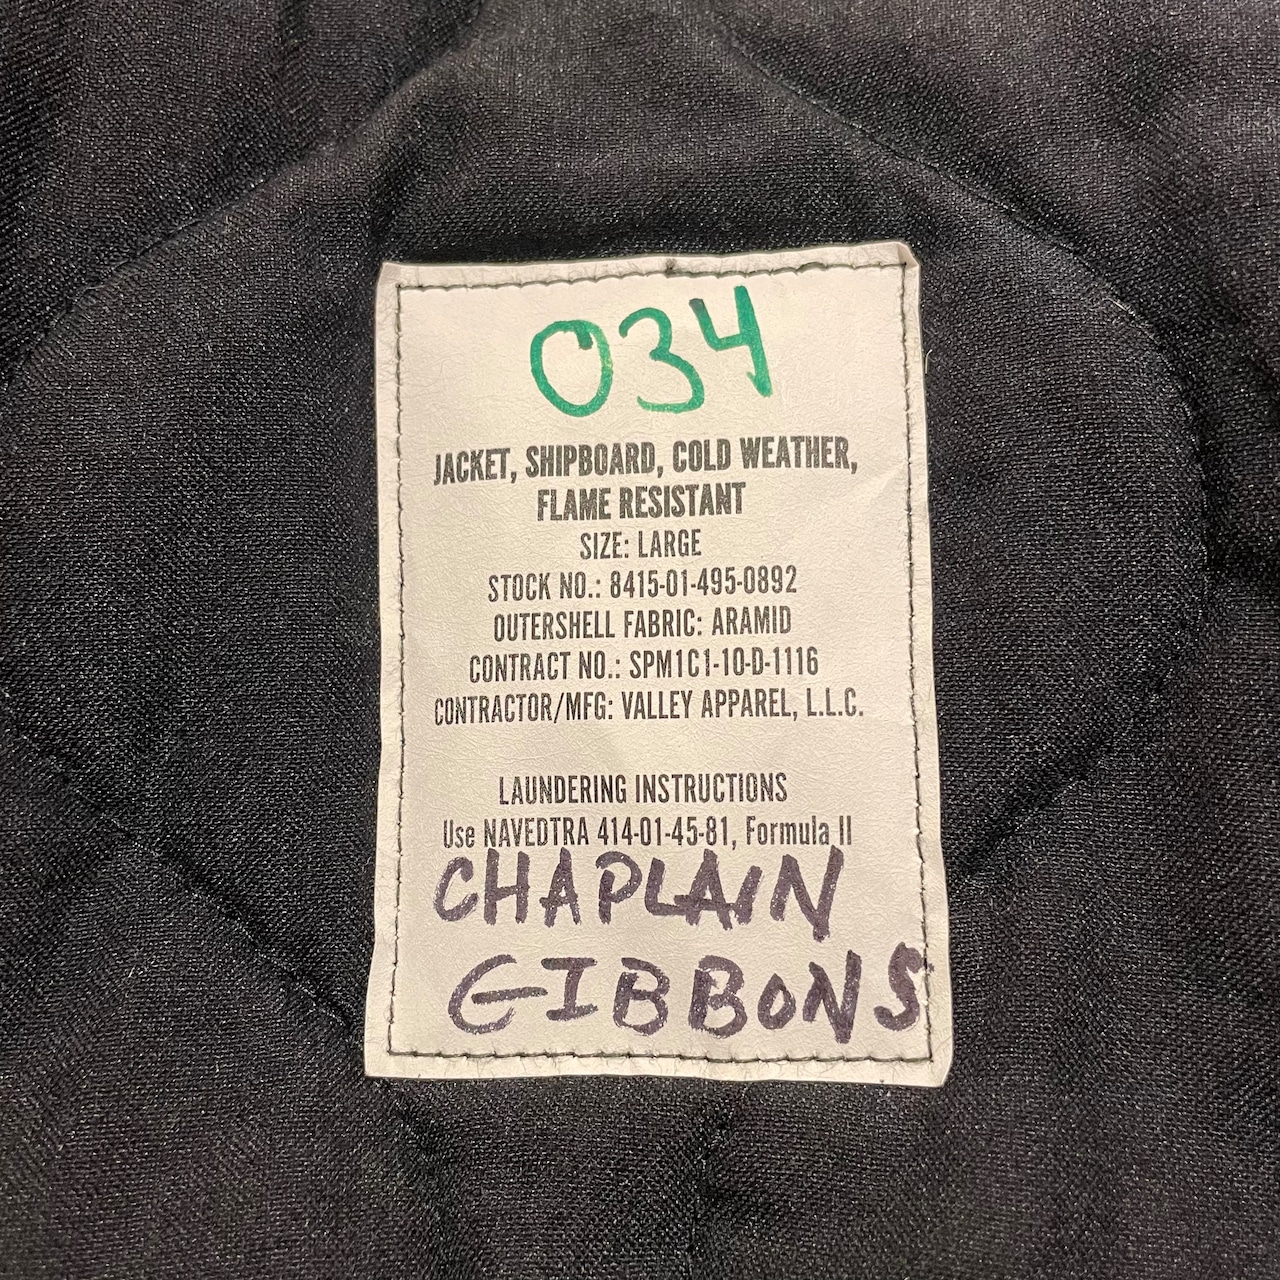 034
JACKET, SHIPBOARD, COLD WEATHER,
FLAME RESISTANT
SIZE: LARGE
STOCK NO.: 8415-01-495-0892
OUTERSHELL FABRIC: ARAMID
CONTRACT NO.: SPM1C1-10-D-1116
CONTRACTOR/MFG: VALLEY APPAREL, L.L.C.
LAUNDERING INSTRUCTIONS
Use NAVEDTRA 414-01-45-81, Formula II
CHAPLAIN
GIBBONS